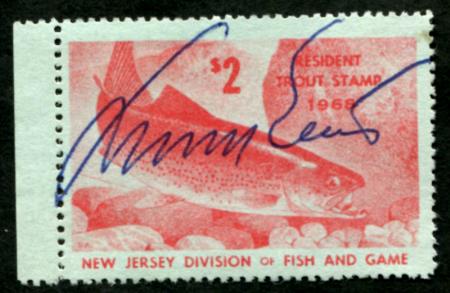 $2
RESIDENT
TROUT STAMP
1968
NEW JERSEY DIVISION OF FISH AND GAME